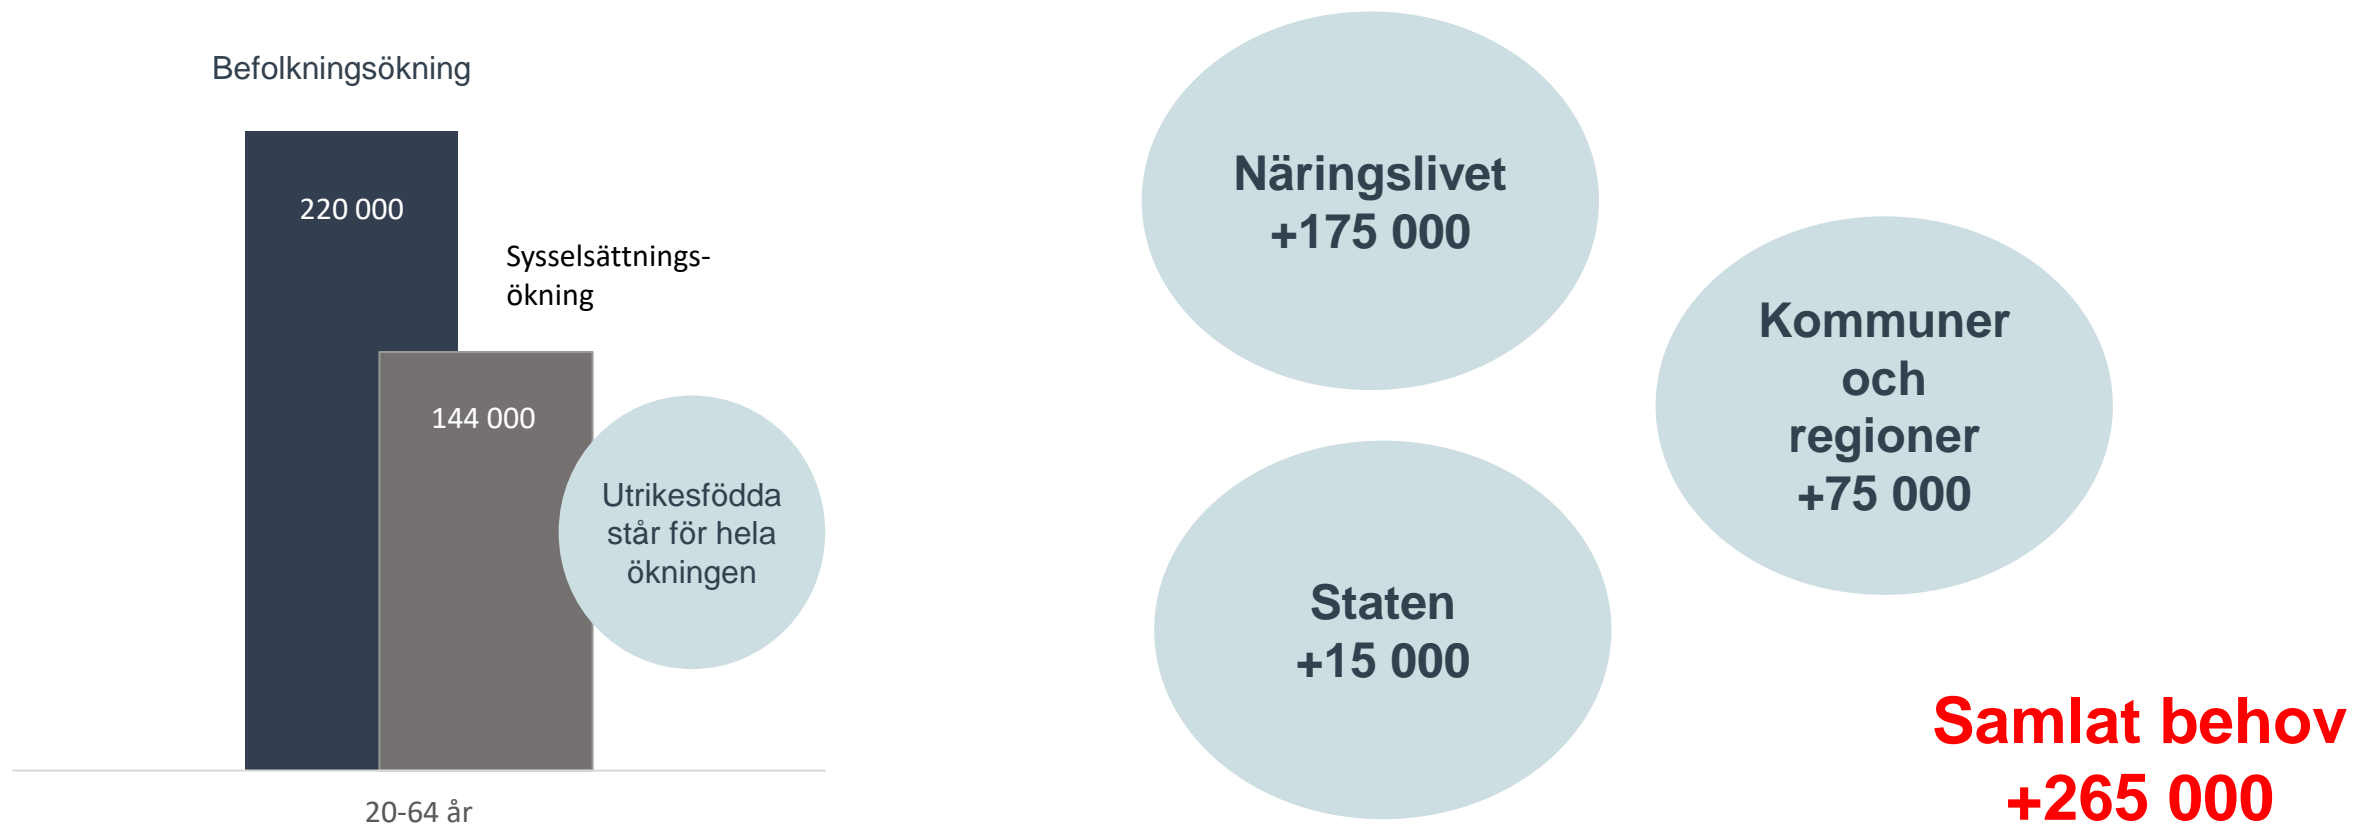 Befolkningsökning
220 000
Sysselsättnings-
ökning
144 000
Utrikesfödda
står för hela
ökningen
20-64 år
Näringslivet
+175 000
Kommuner
och
regioner
+75 000
Staten
+15 000
Samlat behov
+265 000